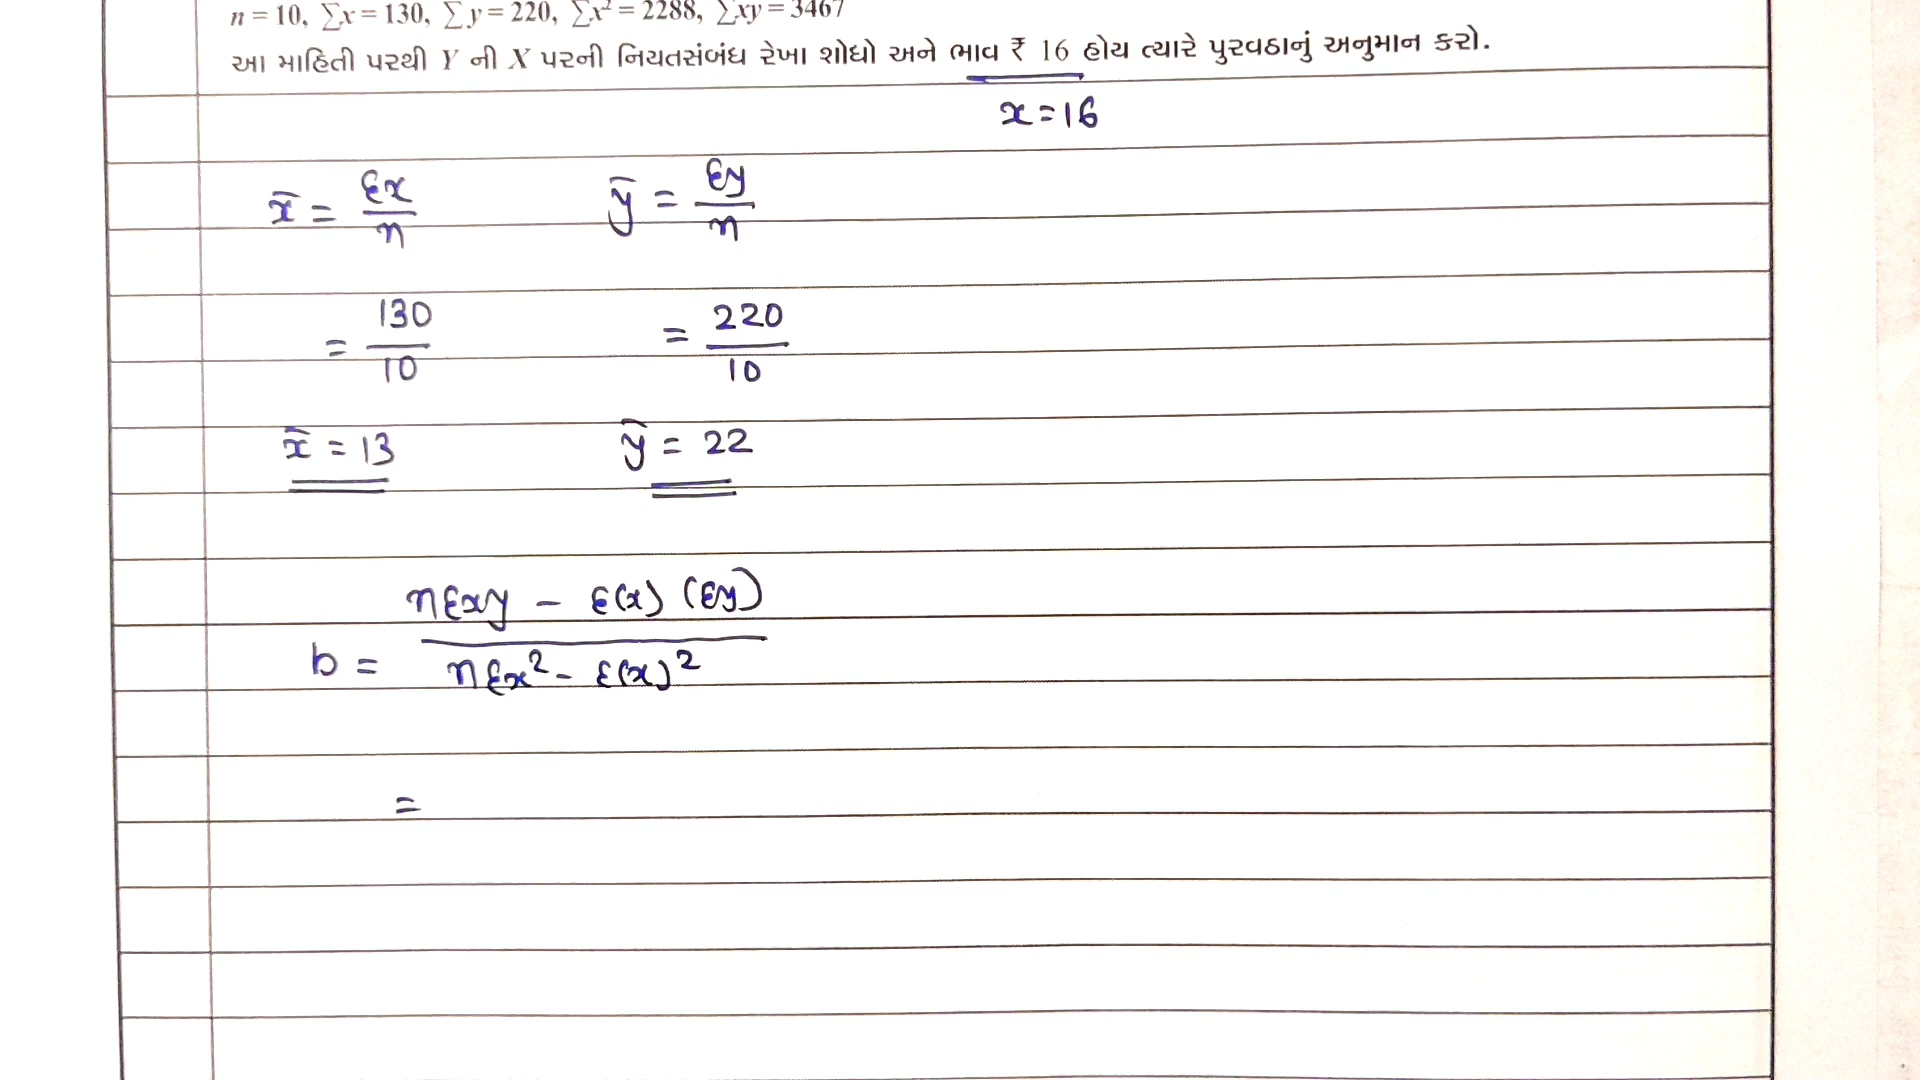 n = 10, ∑x = 130, ∑y = 220, ∑x² = 2288, ∑xy = 3467
આ માહિતી પરથી Y ની X પરની નિયતસંબંધ રેખા શોધો અને ભાવ ₹ 16 હોય ત્યારે પુરવઠાનું અનુમાન કરો.
x = 16
x̄ = Σx / n    ȳ = Σy / n
= 130 / 10    = 220 / 10
x̄ = 13    ȳ = 22
b = nΣxy – Σ(x) (Σy) / nΣx² – Σ(x)²
=